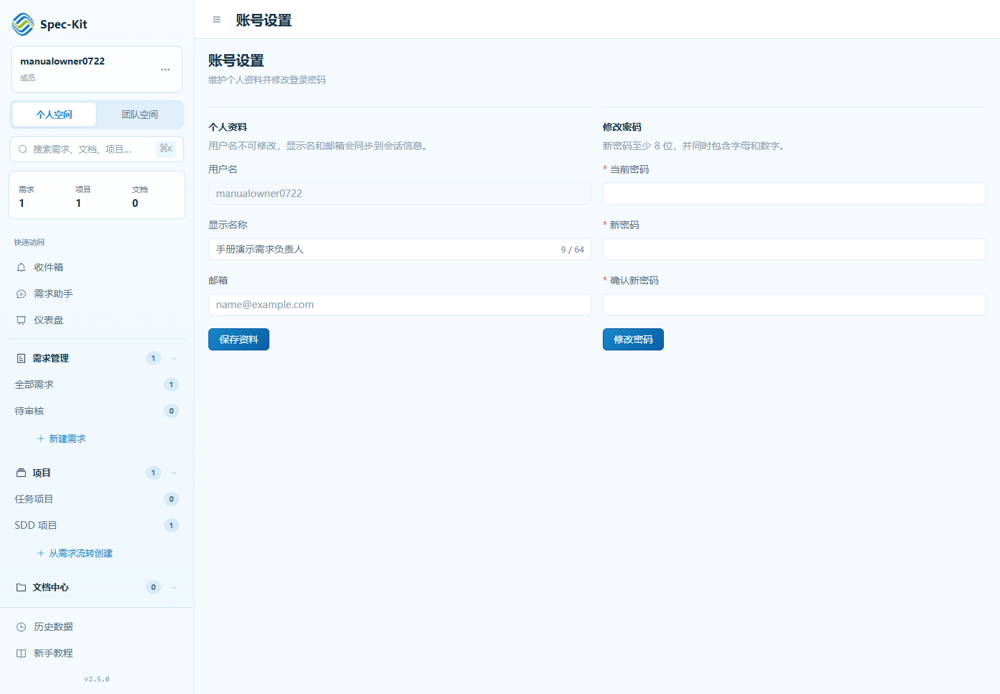 Spec-Kit
manualowner0722
成员
个人空间
团队空间
搜索需求、文档、项目...
⌘K
需求
项目
文档
1
1
0
快速访问
收件箱
需求助手
仪表盘
需求管理
1
全部需求
1
待审核
0
+ 新建需求
项目
1
任务项目
0
SDD 项目
1
+ 从需求流转创建
文档中心
0
历史数据
新手教程
v2.5.0
账号设置
账号设置
维护个人资料并修改登录密码
个人资料
用户名不可修改，显示名和邮箱会同步到会话信息。
用户名
manualowner0722
显示名称
手册演示需求负责人
9 / 64
邮箱
name@example.com
保存资料
修改密码
新密码至少 8 位，并同时包含字母和数字。
* 当前密码
* 新密码
* 确认新密码
修改密码